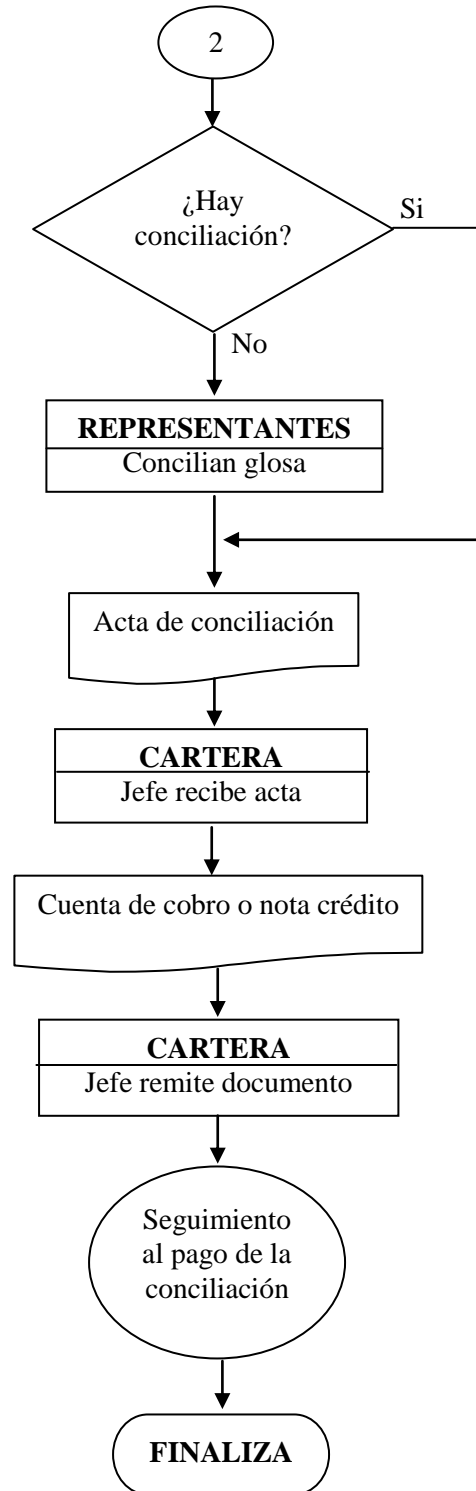 2
¿Hay
conciliación?
Si
No
REPRESENTANTES
Concilian glosa
Acta de conciliación
CARTERA
Jefe recibe acta
Cuenta de cobro o nota crédito
CARTERA
Jefe remite documento
Seguimiento
al pago de la
conciliación
FINALIZA